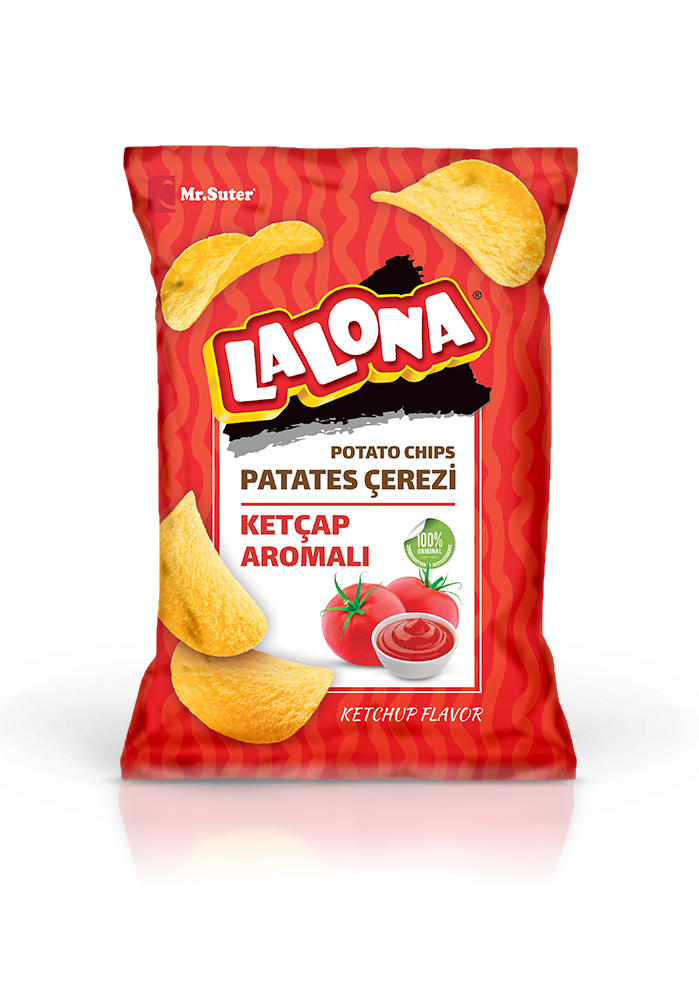 Mr.Suter®
LALONA®
POTATO CHIPS
PATATES ÇEREZİ
KETÇAP
AROMALI
100%
ORIGINAL
KETCHUP FLAVOR